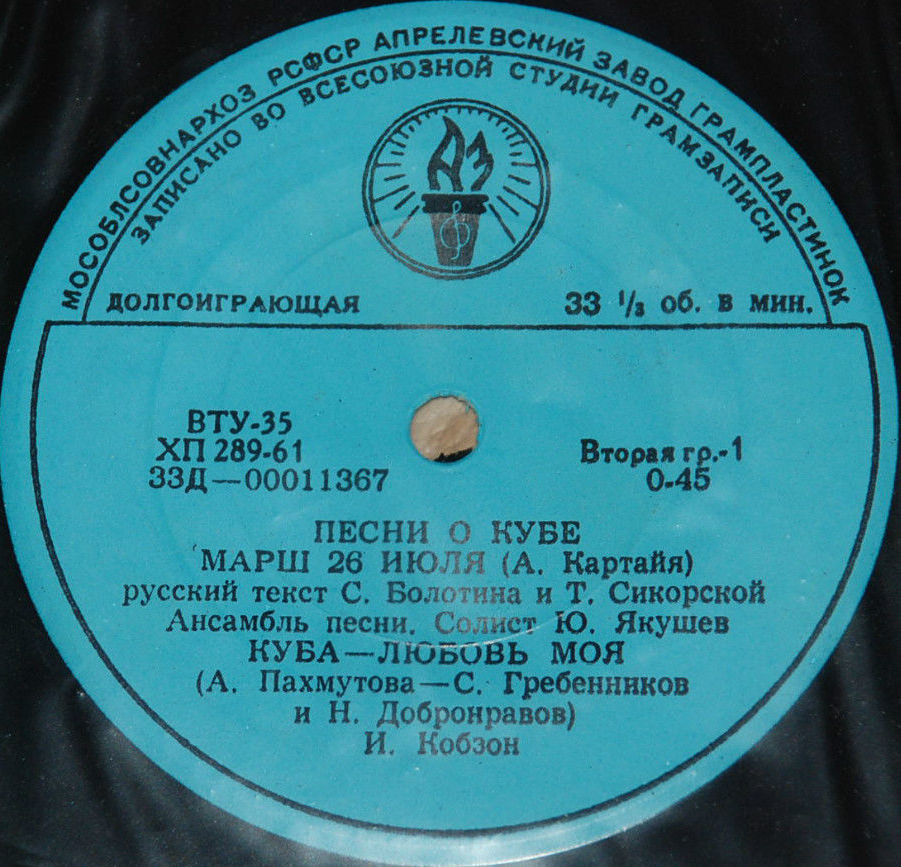 МОСОБЛСОВНАРХОЗ РСФСР АПРЕЛЕВСКИЙ ЗАВОД ГРАМПЛАСТИНОК
ЗАПИСАНО ВО ВСЕСОЮЗНОЙ СТУДИИ ГРАМЗАПИСИ
АЗ
ДОЛГОИГРАЮЩАЯ 33 ⅓ об. в мин.
ВТУ-35
ХП 289-61 Вторая гр.-1
33Д—00011367 0-45
ПЕСНИ О КУБЕ
МАРШ 26 ИЮЛЯ (А. Картайя)
русский текст С. Болотина и Т. Сикорской
Ансамбль песни. Солист Ю. Якушев
КУБА—ЛЮБОВЬ МОЯ
(А. Пахмутова—С. Гребенников
и Н. Добронравов)
И. Кобзон